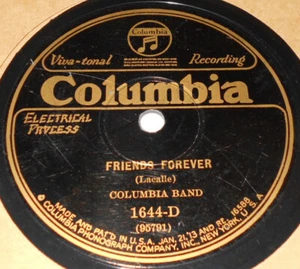 Columbia
Viva-tonal Recording
Columbia
ELECTRICAL
PROCESS
FRIENDS FOREVER
(Lacalle)
COLUMBIA BAND
1644-D
(95791)
MADE AND PAT'D IN U.S.A. JAN. 21, '13 AND RE. 16588
COLUMBIA PHONOGRAPH COMPANY, INC., NEW YORK, U.S.A.